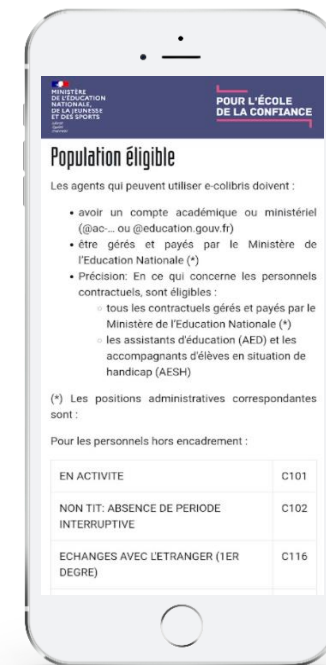 MINISTÈRE
DE L'ÉDUCATION
NATIONALE,
DE LA JEUNESSE
ET DES SPORTS
POUR L'ÉCOLE
DE LA CONFIANCE
Population éligible
Les agents qui peuvent utiliser e-colibris doivent :
• avoir un compte académique ou ministériel
(@ac-... ou @education.gouv.fr)
• être gérés et payés par le Ministère de
l'Education Nationale (*)
• Précision: En ce qui concerne les personnels
contractuels, sont éligibles :
◦ tous les contractuels gérés et payés par le
Ministère de l'Education Nationale (*)
◦ les assistants d'éducation (AED) et les
accompagnants d'élèves en situation de
handicap (AESH)
(*) Les positions administratives correspondantes
sont :
Pour les personnels hors encadrement :
EN ACTIVITE C101
NON TIT: ABSENCE DE PERIODE C102
INTERRUPTIVE
ECHANGES AVEC L'ETRANGER (1ER C116
DEGRE)